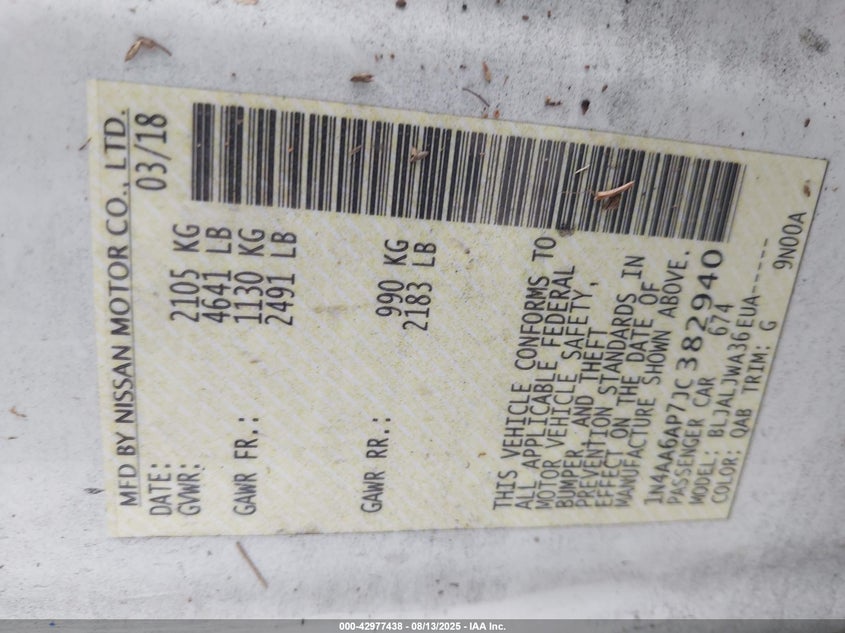 MFD BY NISSAN MOTOR CO., LTD.
DATE: 03/18
GVWR: 2105 KG
4641 LB
GAWR FR.: 1130 KG
2491 LB
GAWR RR.: 990 KG
2183 LB
THIS VEHICLE CONFORMS TO
ALL APPLICABLE FEDERAL
MOTOR VEHICLE SAFETY,
BUMPER, AND THEFT
PREVENTION STANDARDS IN
EFFECT ON THE DATE OF
MANUFACTURE SHOWN ABOVE.
1N4AA6AP7JC382940
PASSENGER CAR 674
MODEL: BLJALJWA36EUA-----
COLOR: QAB TRIM: G 9N00A
000-42977438 - 08/13/2025 - IAA Inc.